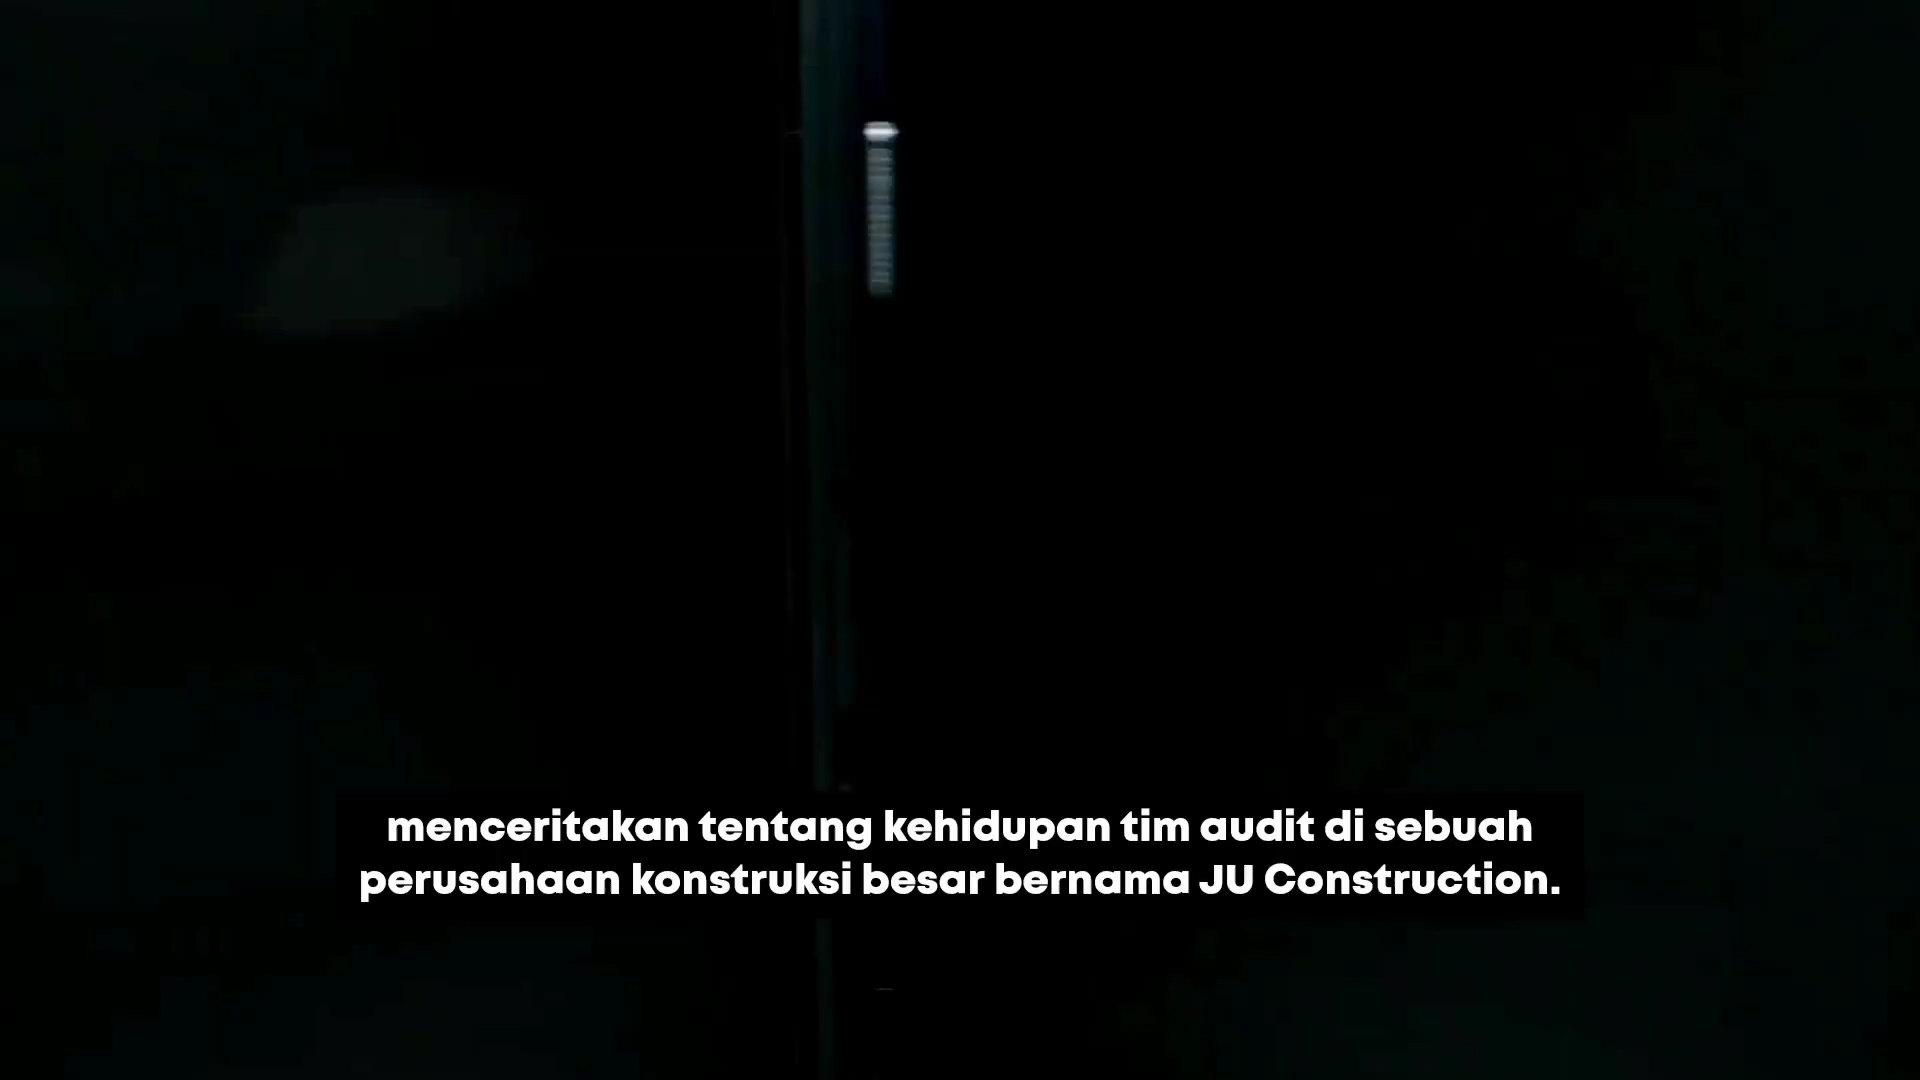 menceritakan tentang kehidupan tim audit di sebuah
perusahaan konstruksi besar bernama JU Construction.